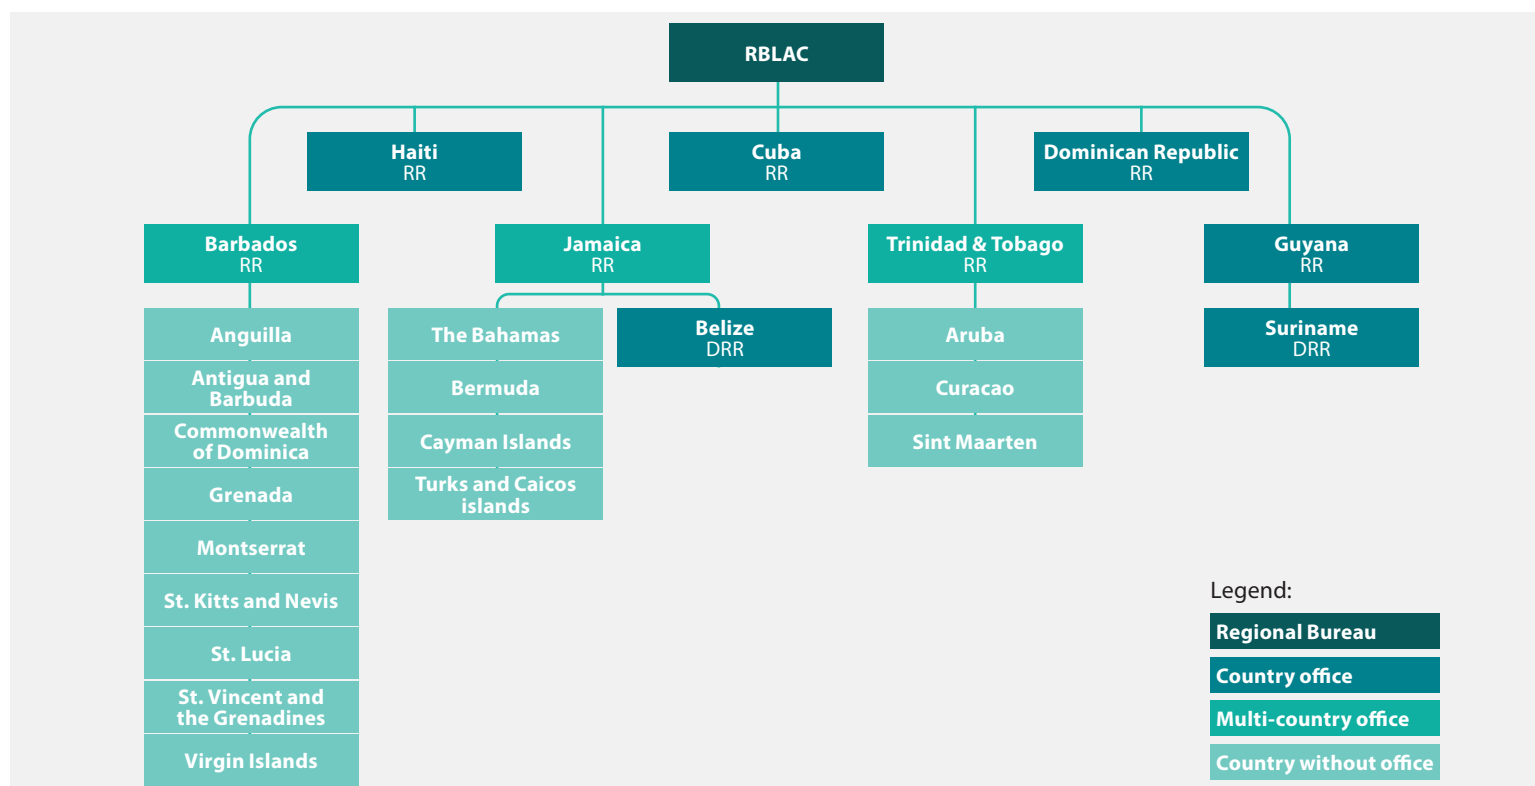 RBLAC
Haiti
RR
Cuba
RR
Dominican Republic
RR
Barbados
RR
Jamaica
RR
Trinidad & Tobago
RR
Guyana
RR
Anguilla
Antigua and
Barbuda
Commonwealth
of Dominica
Grenada
Montserrat
St. Kitts and Nevis
St. Lucia
St. Vincent and
the Grenadines
Virgin Islands
The Bahamas
Bermuda
Cayman Islands
Turks and Caicos
islands
Belize
DRR
Aruba
Curacao
Sint Maarten
Suriname
DRR
Legend:
Regional Bureau
Country office
Multi-country office
Country without office